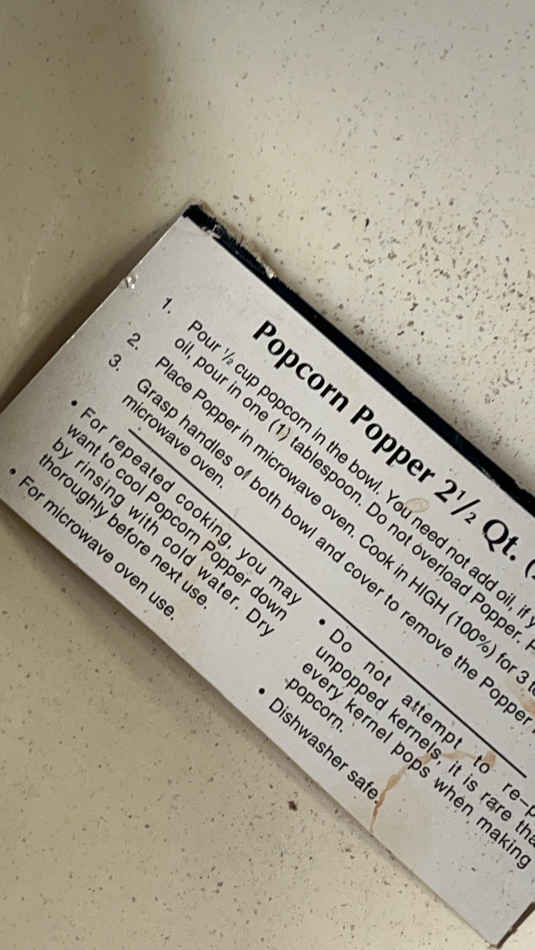 Popcorn Popper 2½ Qt. (
1. Pour ½ cup popcorn in the bowl. You need not add oil, if
oil, pour in one (1) tablespoon. Do not overload Popper.
2. Place Popper in microwave oven. Cook in HIGH (100%) for 3
3. Grasp handles of both bowl and cover to remove the Popper
microwave oven.
• For repeated cooking, you may
want to cool Popcorn Popper down
by rinsing with cold water. Dry
thoroughly before next use.
• For microwave oven use.
• Do not attempt to re-p
unpopped kernels, it is rare tha
every kernel pops when making
popcorn.
• Dishwasher safe.